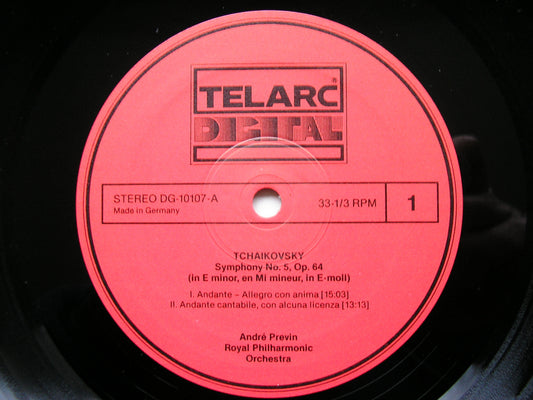 TELARC®
DIGITAL
STEREO DG-10107-A
Made in Germany
33-1/3 RPM
1
TCHAIKOVSKY
Symphony No. 5, Op. 64
(in E minor, en Mi mineur, in E-moll)
I. Andante – Allegro con anima [15:03]
II. Andante cantabile, con alcuna licenza [13:13]
André Previn
Royal Philharmonic
Orchestra